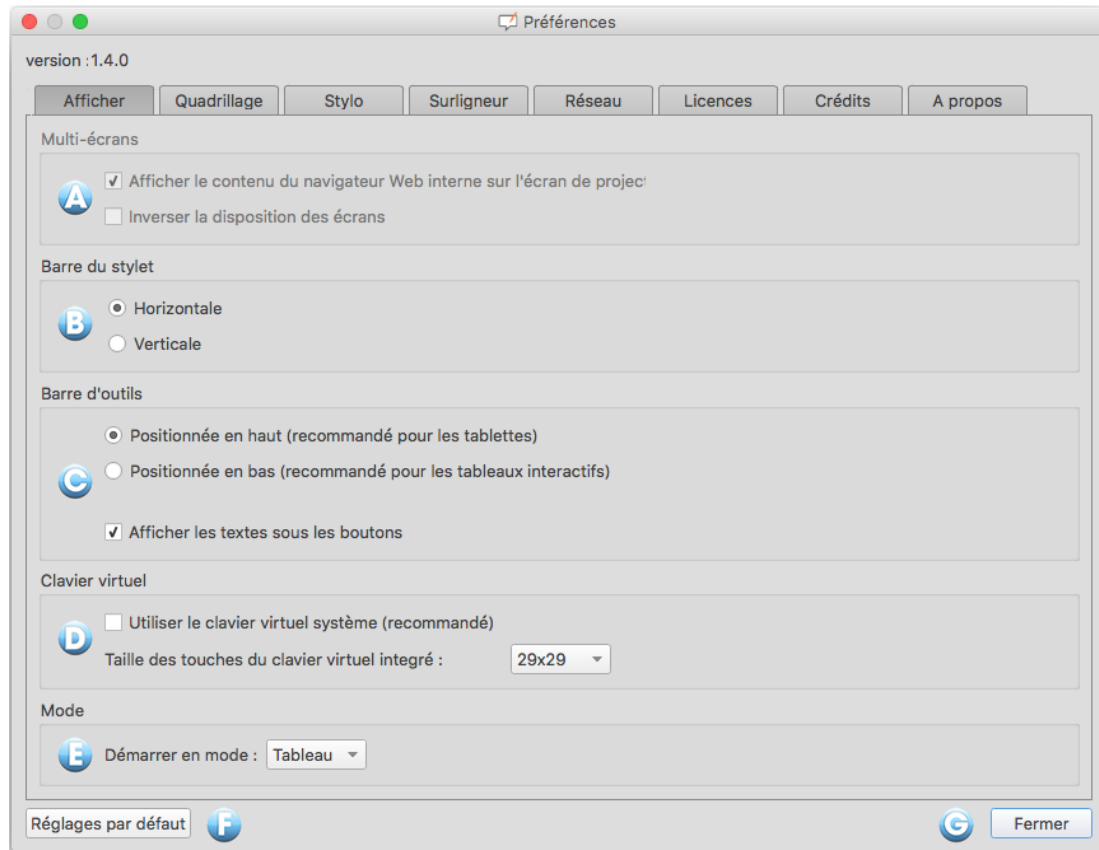 Préférences
version :1.4.0
Afficher Quadrillage Stylo Surligneur Réseau Licences Crédits A propos
Multi-écrans
A
Afficher le contenu du navigateur Web interne sur l'écran de project
Inverser la disposition des écrans
Barre du stylet
B
Horizontale
Verticale
Barre d'outils
Positionnée en haut (recommandé pour les tablettes)
C
Positionnée en bas (recommandé pour les tableaux interactifs)
Afficher les textes sous les boutons
Clavier virtuel
D
Utiliser le clavier virtuel système (recommandé)
Taille des touches du clavier virtuel integré : 29x29
Mode
E Démarrer en mode : Tableau
Réglages par défaut F G Fermer